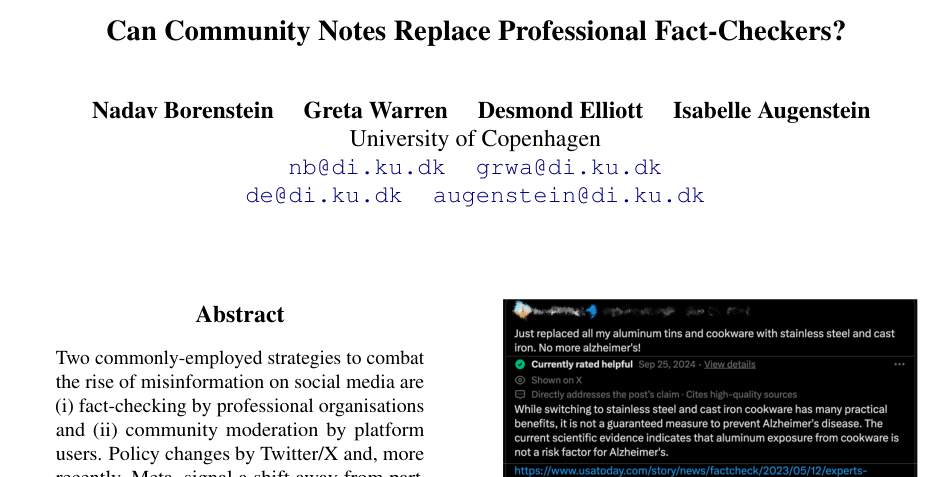 Can Community Notes Replace Professional Fact-Checkers?
Nadav Borenstein Greta Warren Desmond Elliott Isabelle Augenstein
University of Copenhagen
nb@di.ku.dk grwa@di.ku.dk
de@di.ku.dk augenstein@di.ku.dk
Abstract
Two commonly-employed strategies to combat
the rise of misinformation on social media are
(i) fact-checking by professional organisations
and (ii) community moderation by platform
users. Policy changes by Twitter/X and, more
recently, Meta, signal a shift away from part-
Just replaced all my aluminum tins and cookware with stainless steel and cast
iron. No more alzheimer's!
Currently rated helpful Sep 25, 2024 · View details
Shown on X
Directly addresses the post's claim · Cites high-quality sources
While switching to stainless steel and cast iron cookware has many practical
benefits, it is not a guaranteed measure to prevent Alzheimer's disease. The
current scientific evidence indicates that aluminum exposure from cookware is
not a risk factor for Alzheimer's.
https://www.usatoday.com/story/news/factcheck/2023/05/12/experts-